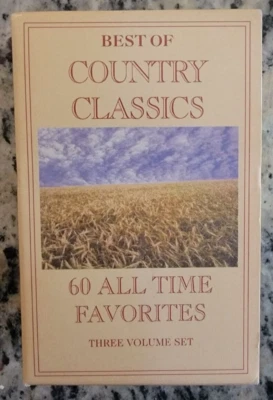 BEST OF
COUNTRY
CLASSICS
60 ALL TIME
FAVORITES
THREE VOLUME SET